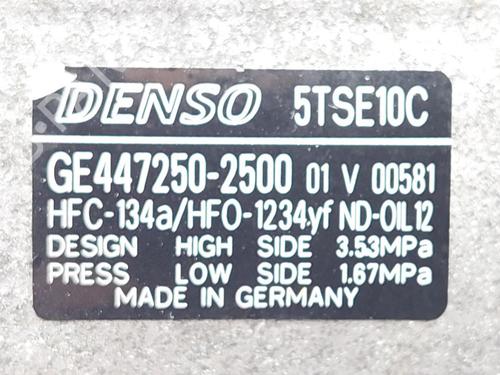 DENSO 5TSE10C
GE447250-2500 01 V 00581
HFC-134a/HFO-1234yf ND-OIL12
DESIGN HIGH SIDE 3.53MPa
PRESS LOW SIDE 1.67MPa
MADE IN GERMANY